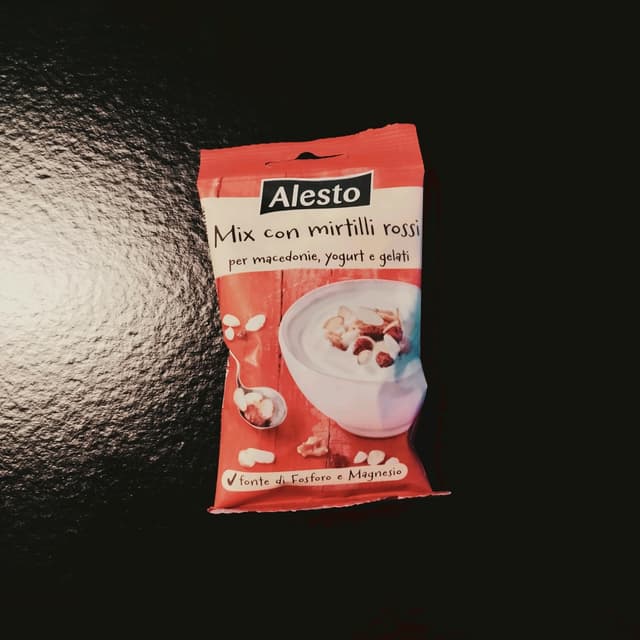 Alesto
Mix con mirtilli rossi
per macedonie, yogurt e gelati
fonte di Fosforo e Magnesio